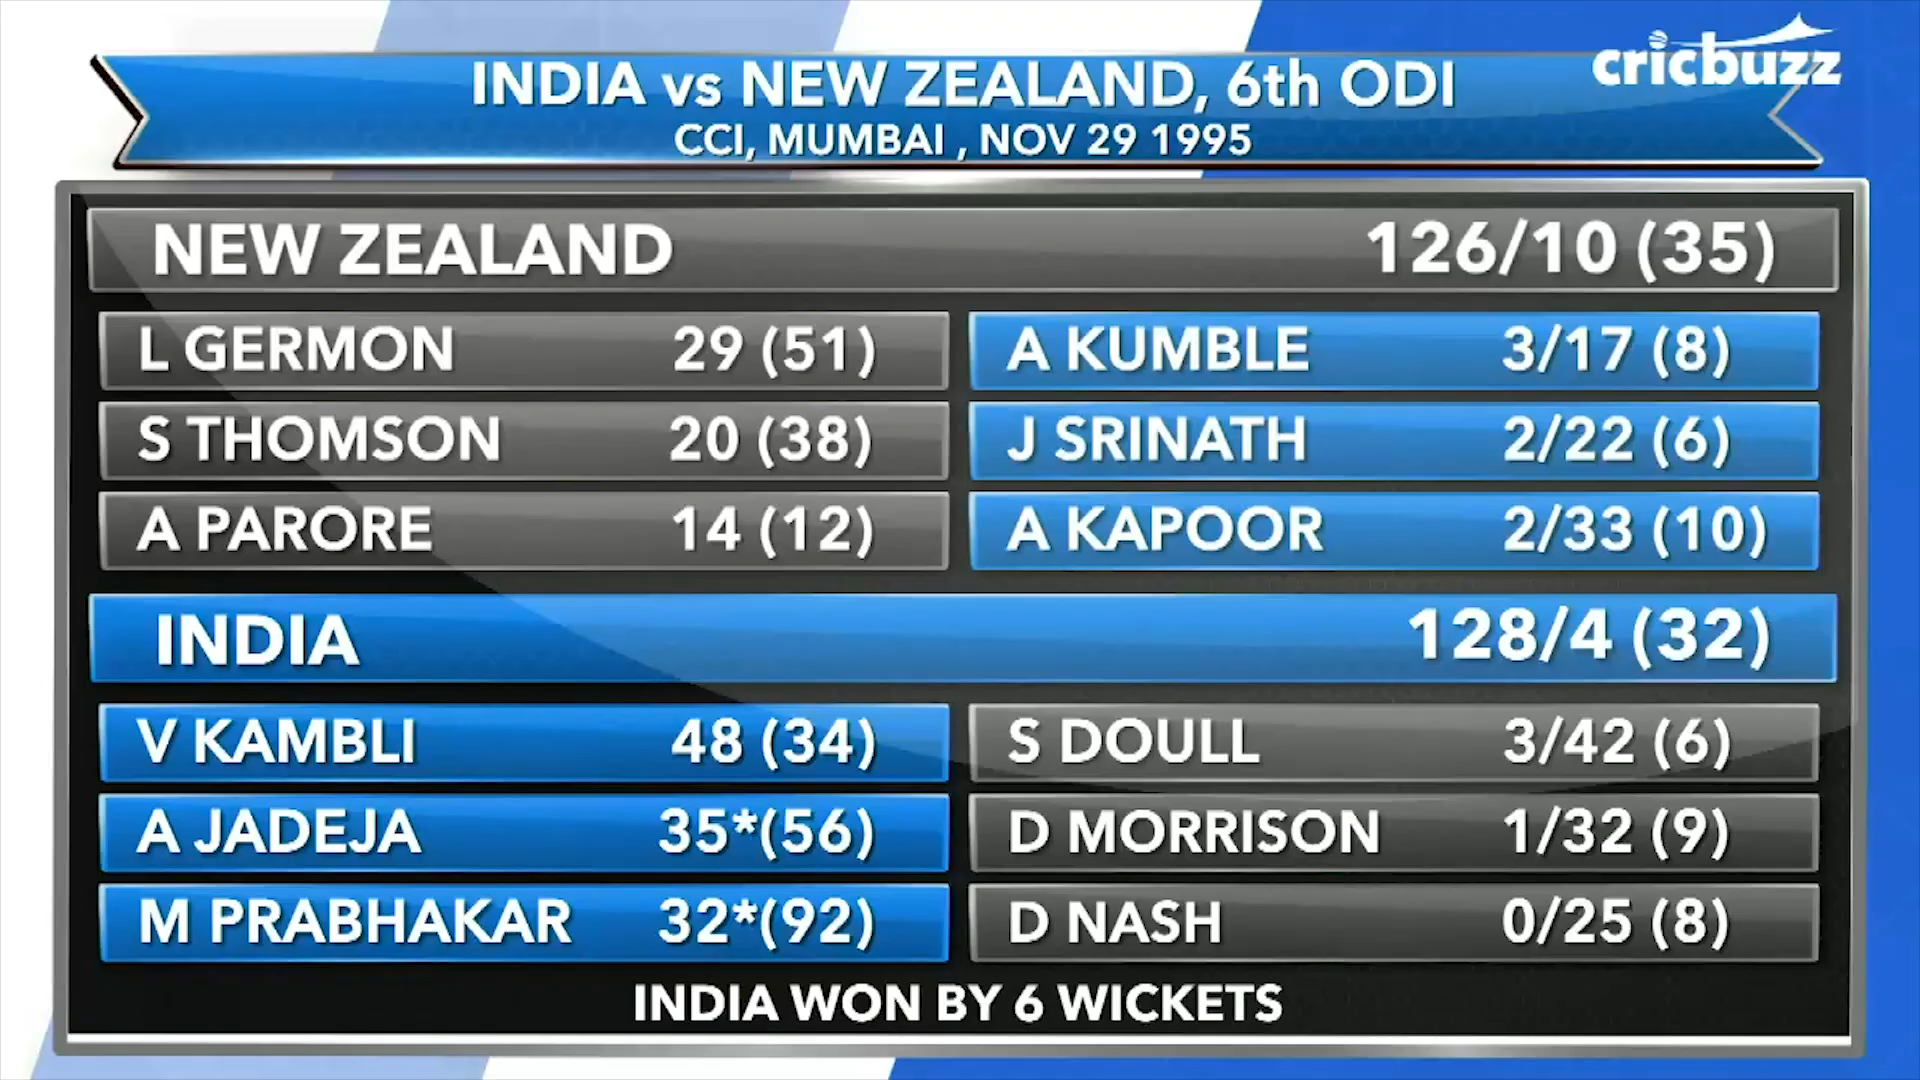 cricbuzz
INDIA vs NEW ZEALAND, 6th ODI
CCI, MUMBAI , NOV 29 1995
NEW ZEALAND 126/10 (35)
L GERMON 29 (51) A KUMBLE 3/17 (8)
S THOMSON 20 (38) J SRINATH 2/22 (6)
A PARORE 14 (12) A KAPOOR 2/33 (10)
INDIA 128/4 (32)
V KAMBLI 48 (34) S DOULL 3/42 (6)
A JADEJA 35*(56) D MORRISON 1/32 (9)
M PRABHAKAR 32*(92) D NASH 0/25 (8)
INDIA WON BY 6 WICKETS